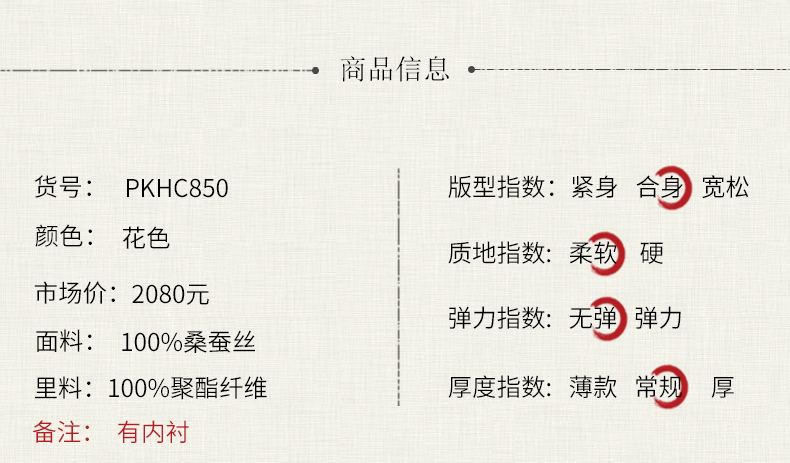 商品信息
货号： PKHC850
颜色： 花色
市场价：2080元
面料： 100%桑蚕丝
里料：100%聚酯纤维
备注： 有内衬
版型指数：紧身 合身 宽松
质地指数: 柔软 硬
弹力指数: 无弹 弹力
厚度指数: 薄款 常规 厚